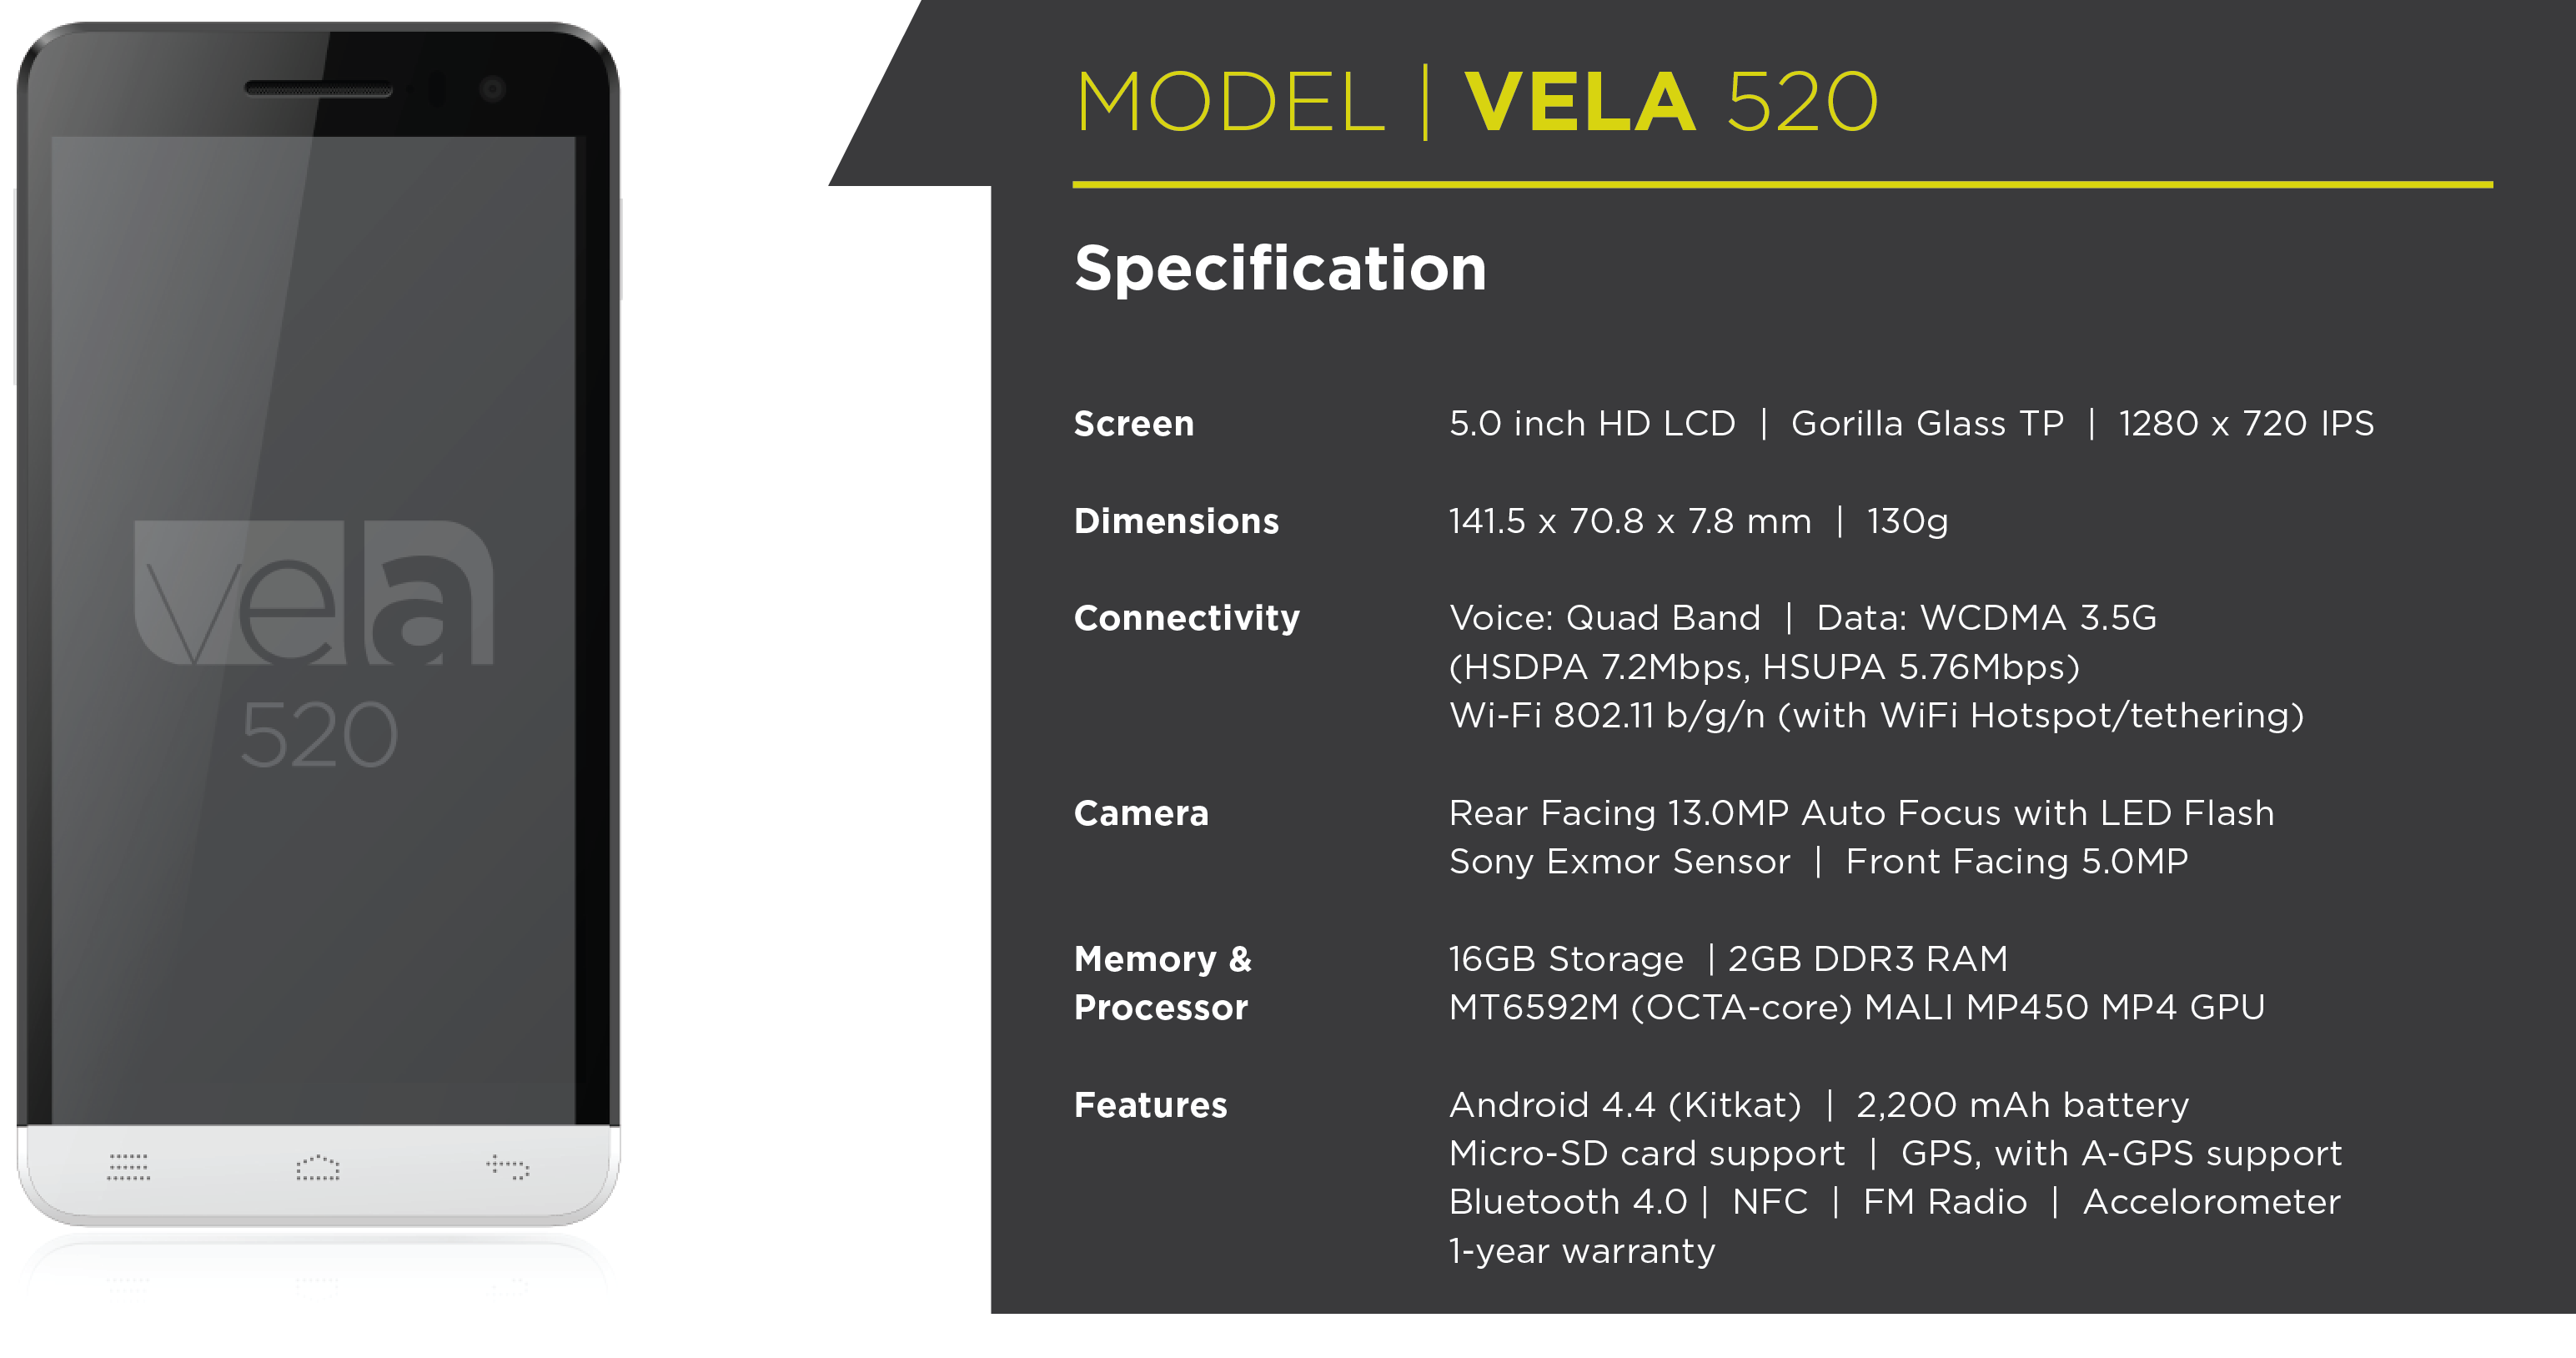 vela
520
MODEL | VELA 520
Specification
Screen 5.0 inch HD LCD | Gorilla Glass TP | 1280 x 720 IPS
Dimensions 141.5 x 70.8 x 7.8 mm | 130g
Connectivity Voice: Quad Band | Data: WCDMA 3.5G
(HSDPA 7.2Mbps, HSUPA 5.76Mbps)
Wi-Fi 802.11 b/g/n (with WiFi Hotspot/tethering)
Camera Rear Facing 13.0MP Auto Focus with LED Flash
Sony Exmor Sensor | Front Facing 5.0MP
Memory & 16GB Storage | 2GB DDR3 RAM
Processor MT6592M (OCTA-core) MALI MP450 MP4 GPU
Features Android 4.4 (Kitkat) | 2,200 mAh battery
Micro-SD card support | GPS, with A-GPS support
Bluetooth 4.0 | NFC | FM Radio | Accelorometer
1-year warranty